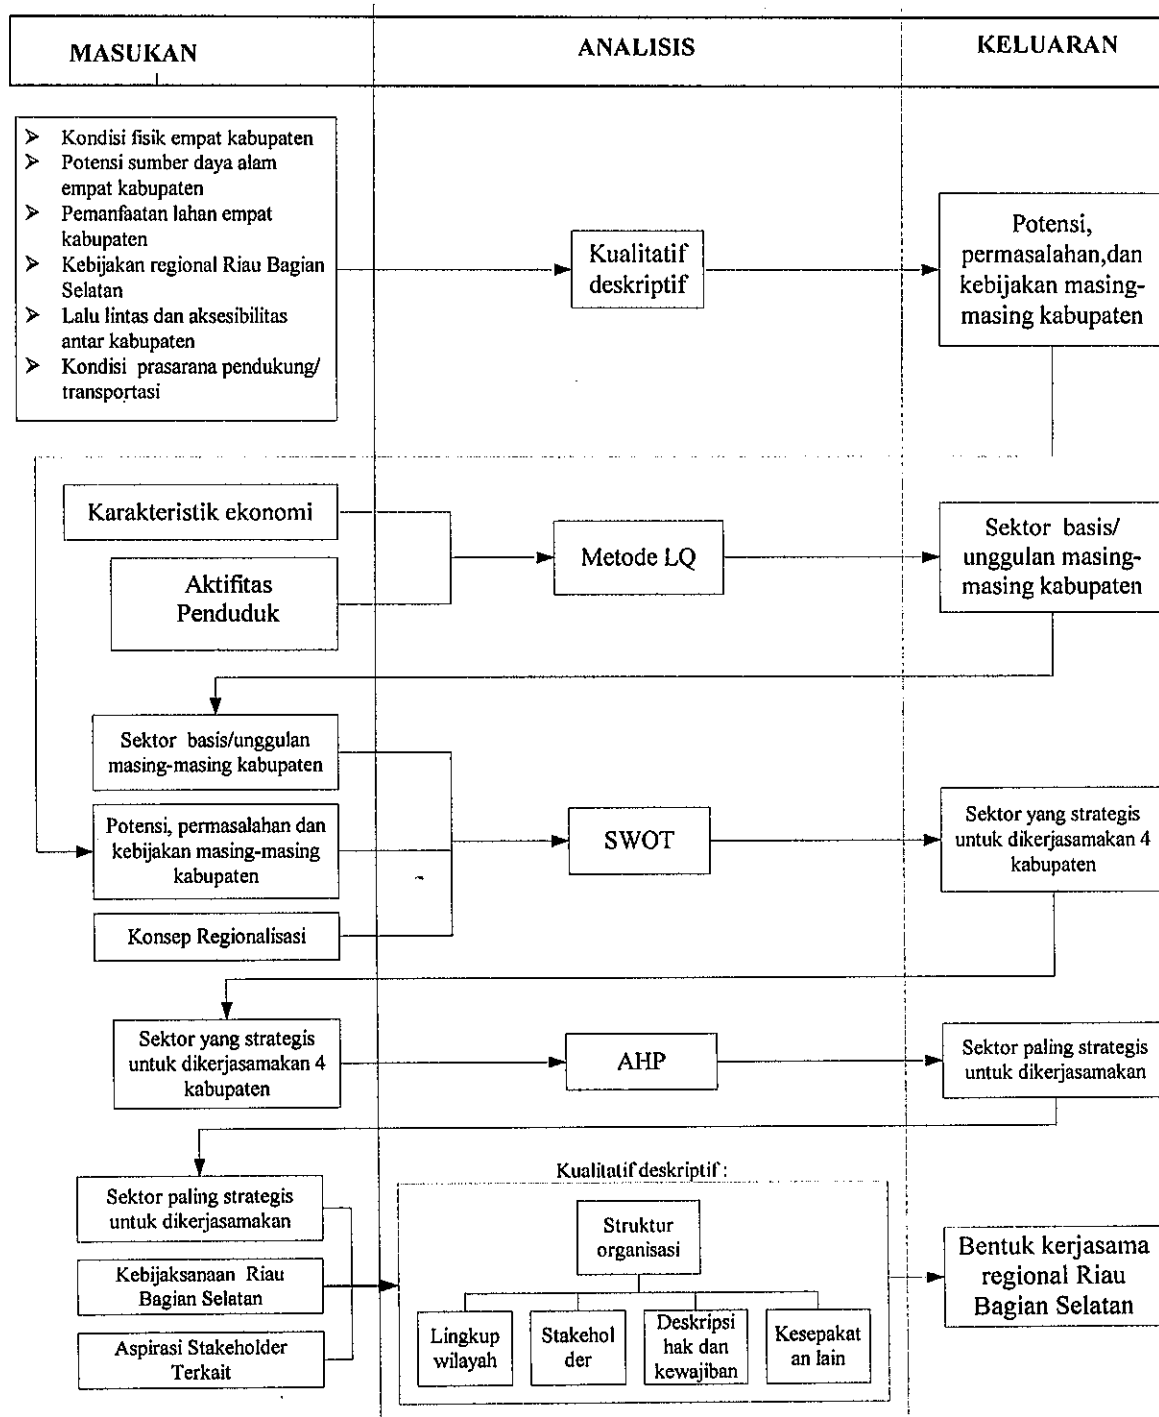 MASUKAN
ANALISIS
KELUARAN
➢ Kondisi fisik empat kabupaten
➢ Potensi sumber daya alam
empat kabupaten
➢ Pemanfaatan lahan empat
kabupaten
➢ Kebijakan regional Riau Bagian
Selatan
➢ Lalu lintas dan aksesibilitas
antar kabupaten
➢ Kondisi prasarana pendukung/
transportasi
Kualitatif
deskriptif
Potensi,
permasalahan,dan
kebijakan masing-
masing kabupaten
Karakteristik ekonomi
Aktifitas
Penduduk
Metode LQ
Sektor basis/
unggulan masing-
masing kabupaten
Sektor basis/unggulan
masing-masing kabupaten
Potensi, permasalahan dan
kebijakan masing-masing
kabupaten
Konsep Regionalisasi
SWOT
Sektor yang strategis
untuk dikerjasamakan 4
kabupaten
Sektor yang strategis
untuk dikerjasamakan 4
kabupaten
AHP
Sektor paling strategis
untuk dikerjasamakan
Sektor paling strategis
untuk dikerjasamakan
Kebijaksanaan Riau
Bagian Selatan
Aspirasi Stakeholder
Terkait
Kualitatif deskriptif :
Struktur
organisasi
Lingkup
wilayah
Stakehol
der
Deskripsi
hak dan
kewajiban
Kesepakat
an lain
Bentuk kerjasama
regional Riau
Bagian Selatan